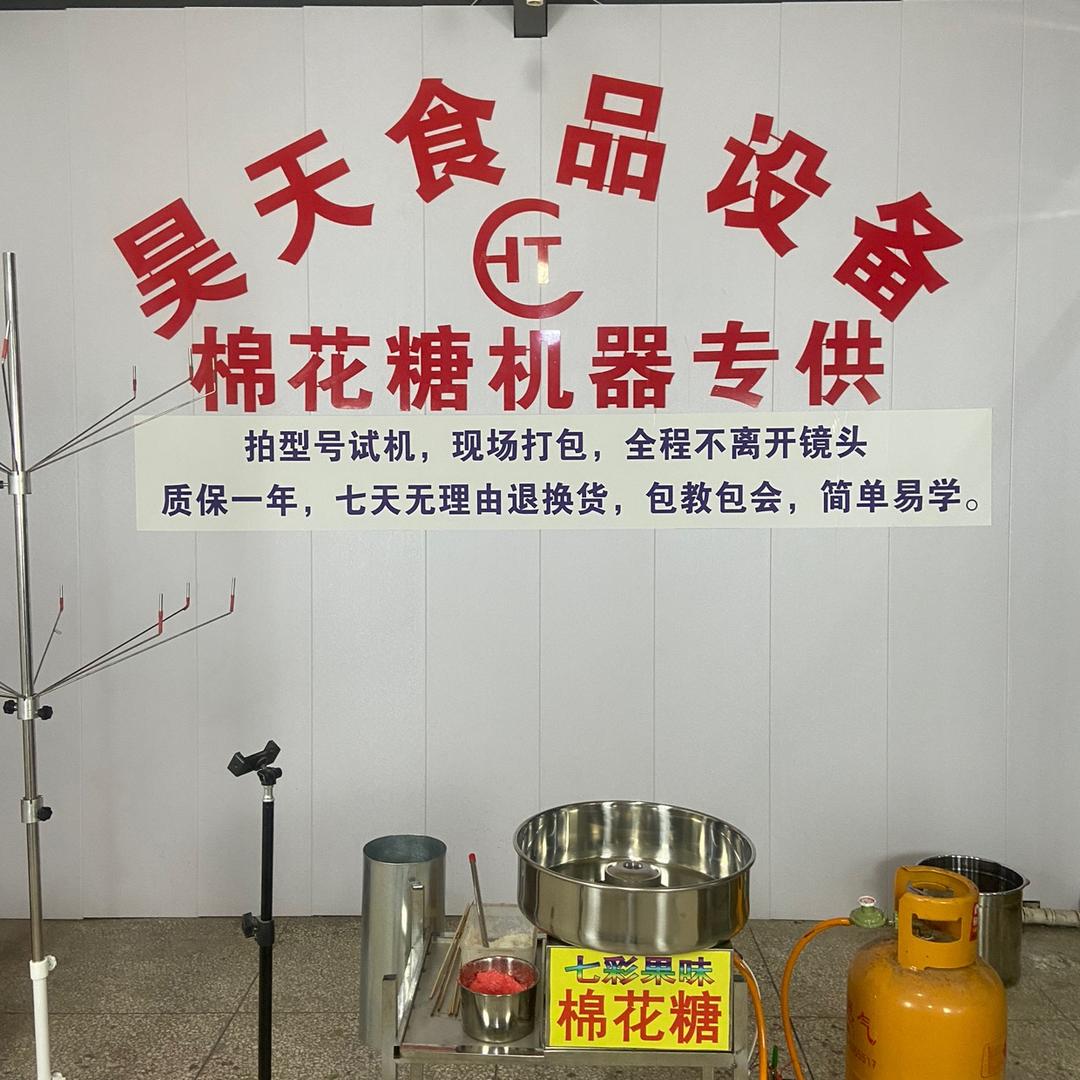 昊天食品设备
HT
棉花糖机器专供
拍型号试机，现场打包，全程不离开镜头
质保一年，七天无理由退换货，包教包会，简单易学。
七彩果味
棉花糖
气